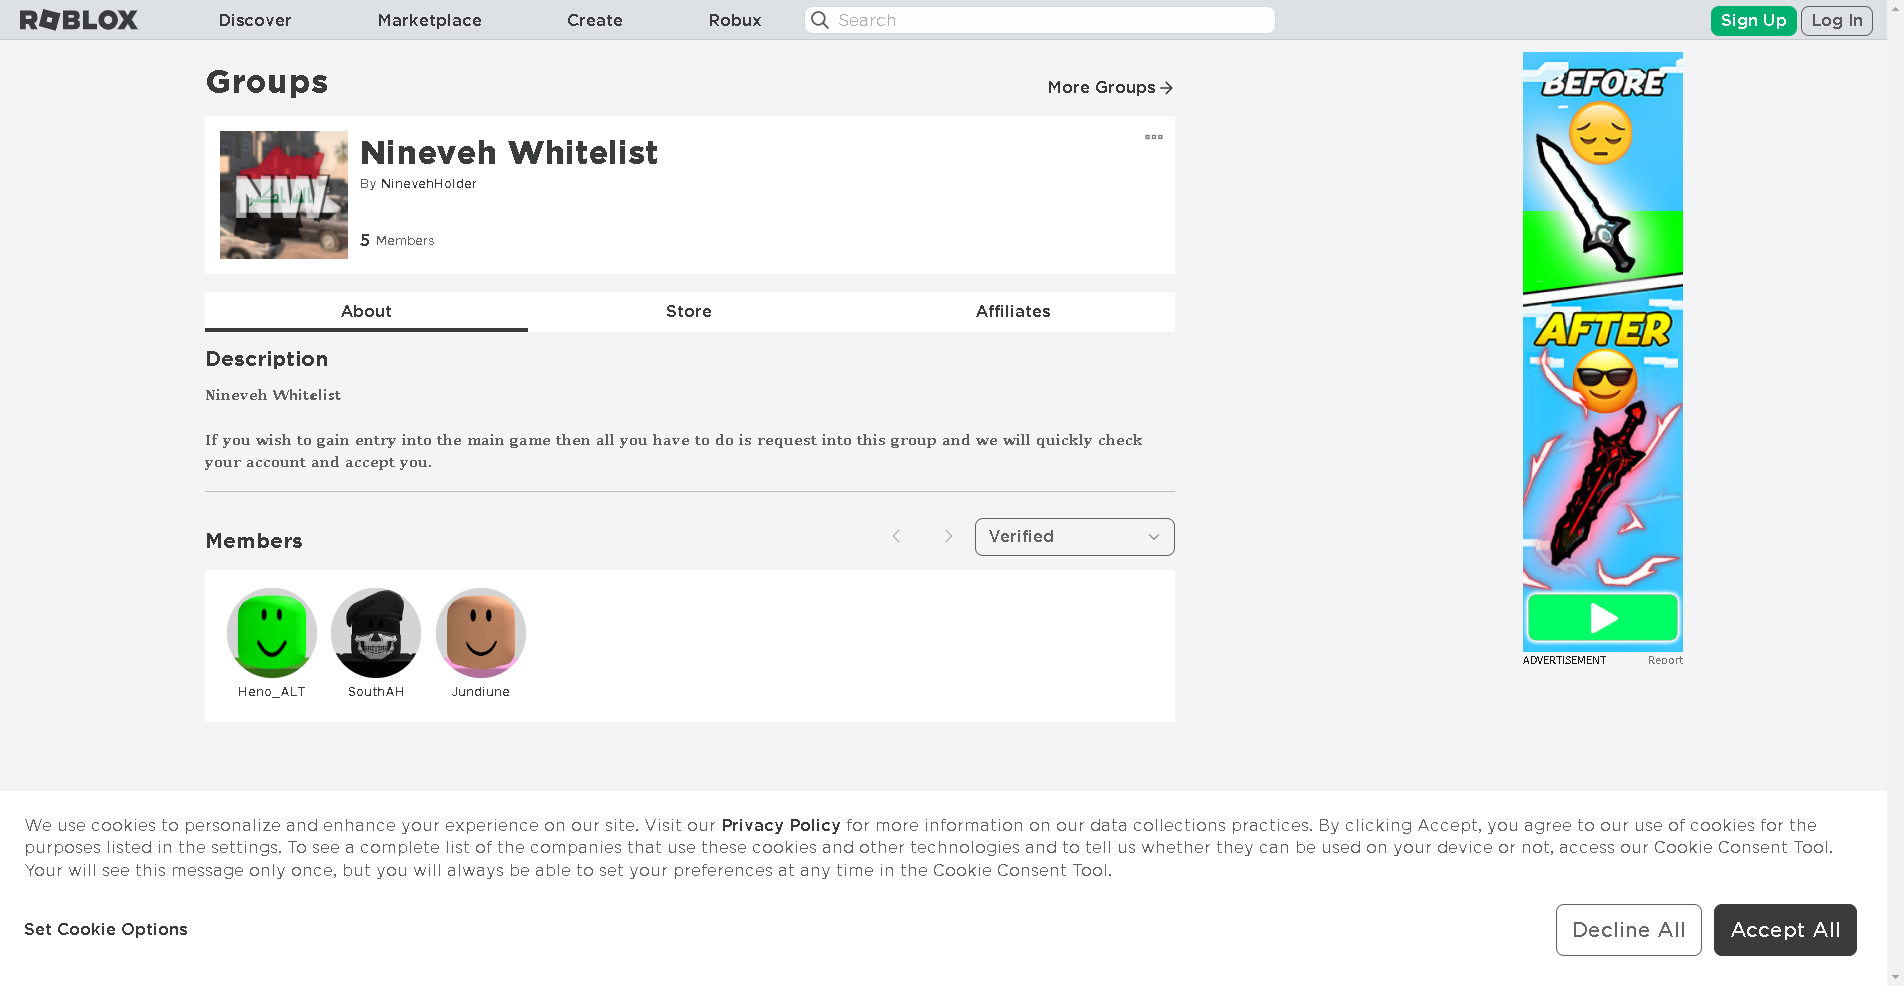 ROBLOX
Discover
Marketplace
Create
Robux
Search
Sign Up
Log In
Groups
More Groups
NW.
Nineveh Whitelist
By NinevehHolder
5 Members
About
Store
Affiliates
Description
Nineveh Whitelist
If you wish to gain entry into the main game then all you have to do is request into this group and we will quickly check
your account and accept you.
Members
Verified
Heno_ALT
SouthAH
Jundiune
BEFORE
AFTER
ADVERTISEMENT
Report
We use cookies to personalize and enhance your experience on our site. Visit our Privacy Policy for more information on our data collections practices. By clicking Accept, you agree to our use of cookies for the
purposes listed in the settings. To see a complete list of the companies that use these cookies and other technologies and to tell us whether they can be used on your device or not, access our Cookie Consent Tool.
Your will see this message only once, but you will always be able to set your preferences at any time in the Cookie Consent Tool.
Set Cookie Options
Decline All
Accept All